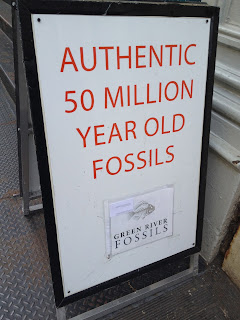 AUTHENTIC
50 MILLION
YEAR OLD
FOSSILS
GREEN RIVER
FOSSILS